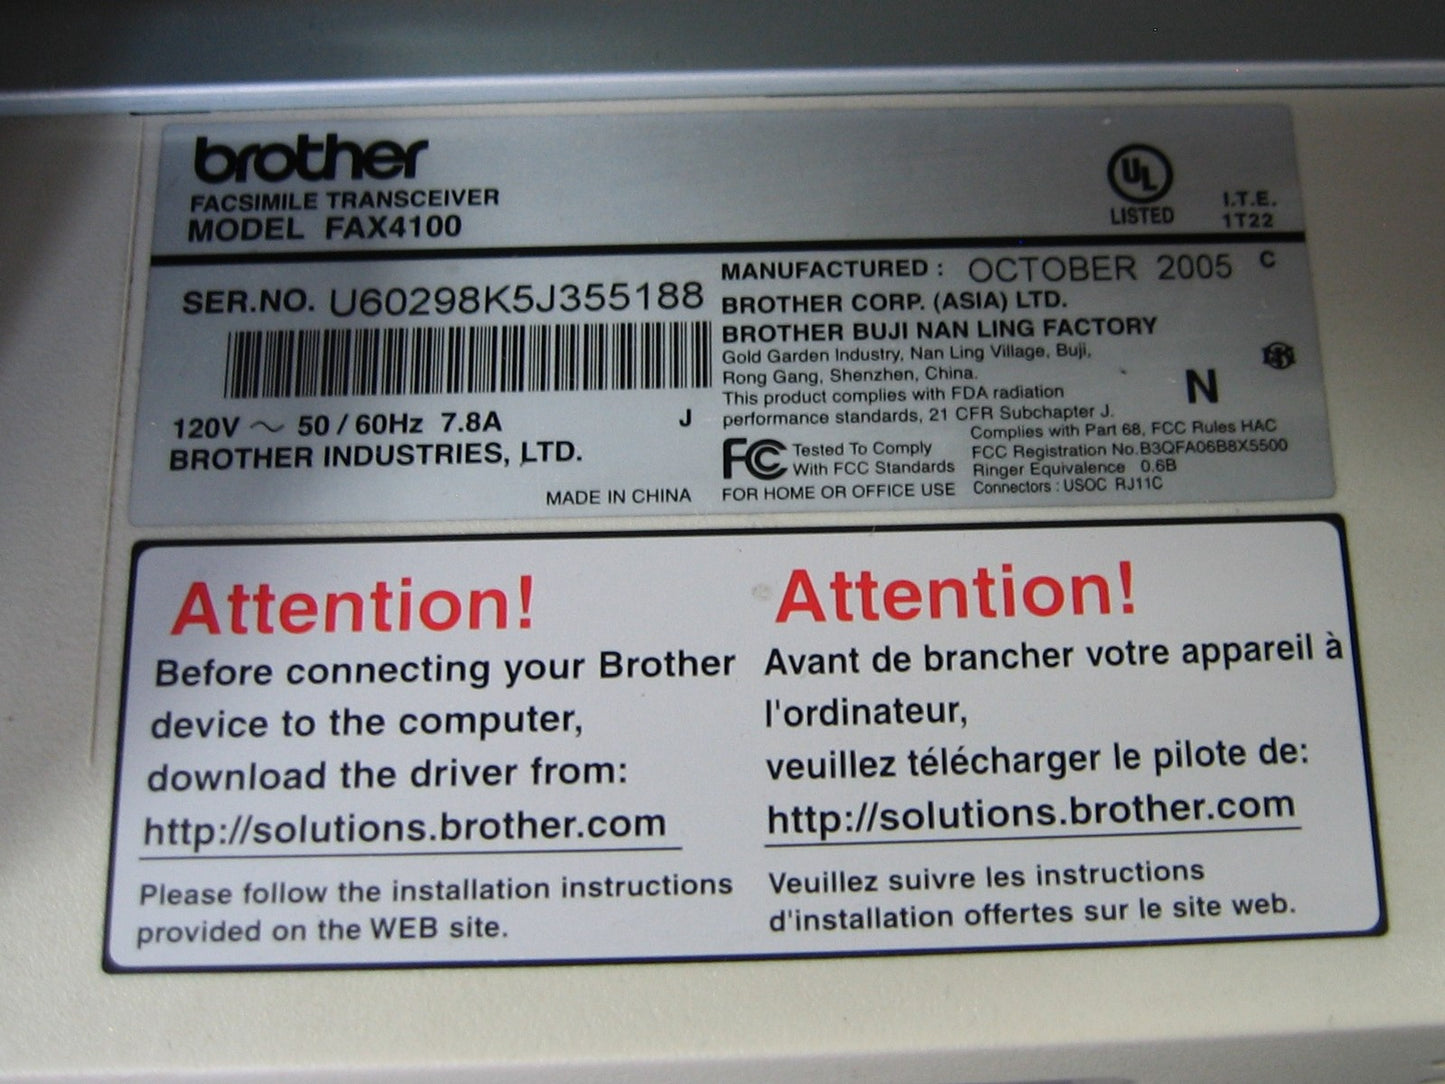 brother
FACSIMILE TRANSCEIVER
MODEL FAX4100
UL
LISTED
I.T.E.
1T22
SER.NO. U60298K5J355188
120V ~ 50 / 60Hz 7.8A
J
BROTHER INDUSTRIES, LTD.
MADE IN CHINA
MANUFACTURED : OCTOBER 2005 C
BROTHER CORP. (ASIA) LTD.
BROTHER BUJI NAN LING FACTORY
Gold Garden Industry, Nan Ling Village, Buji,
Rong Gang, Shenzhen, China.
This product complies with FDA radiation
performance standards, 21 CFR Subchapter J.
N
FC
Tested To Comply
With FCC Standards
FOR HOME OR OFFICE USE
Complies with Part 68, FCC Rules HAC
FCC Registration No.B3QFA06B8X5500
Ringer Equivalence 0.6B
Connectors : USOC RJ11C
Attention!
Before connecting your Brother
device to the computer,
download the driver from:
http://solutions.brother.com
Please follow the installation instructions
provided on the WEB site.
Attention!
Avant de brancher votre appareil à
l'ordinateur,
veuillez télécharger le pilote de:
http://solutions.brother.com
Veuillez suivre les instructions
d'installation offertes sur le site web.